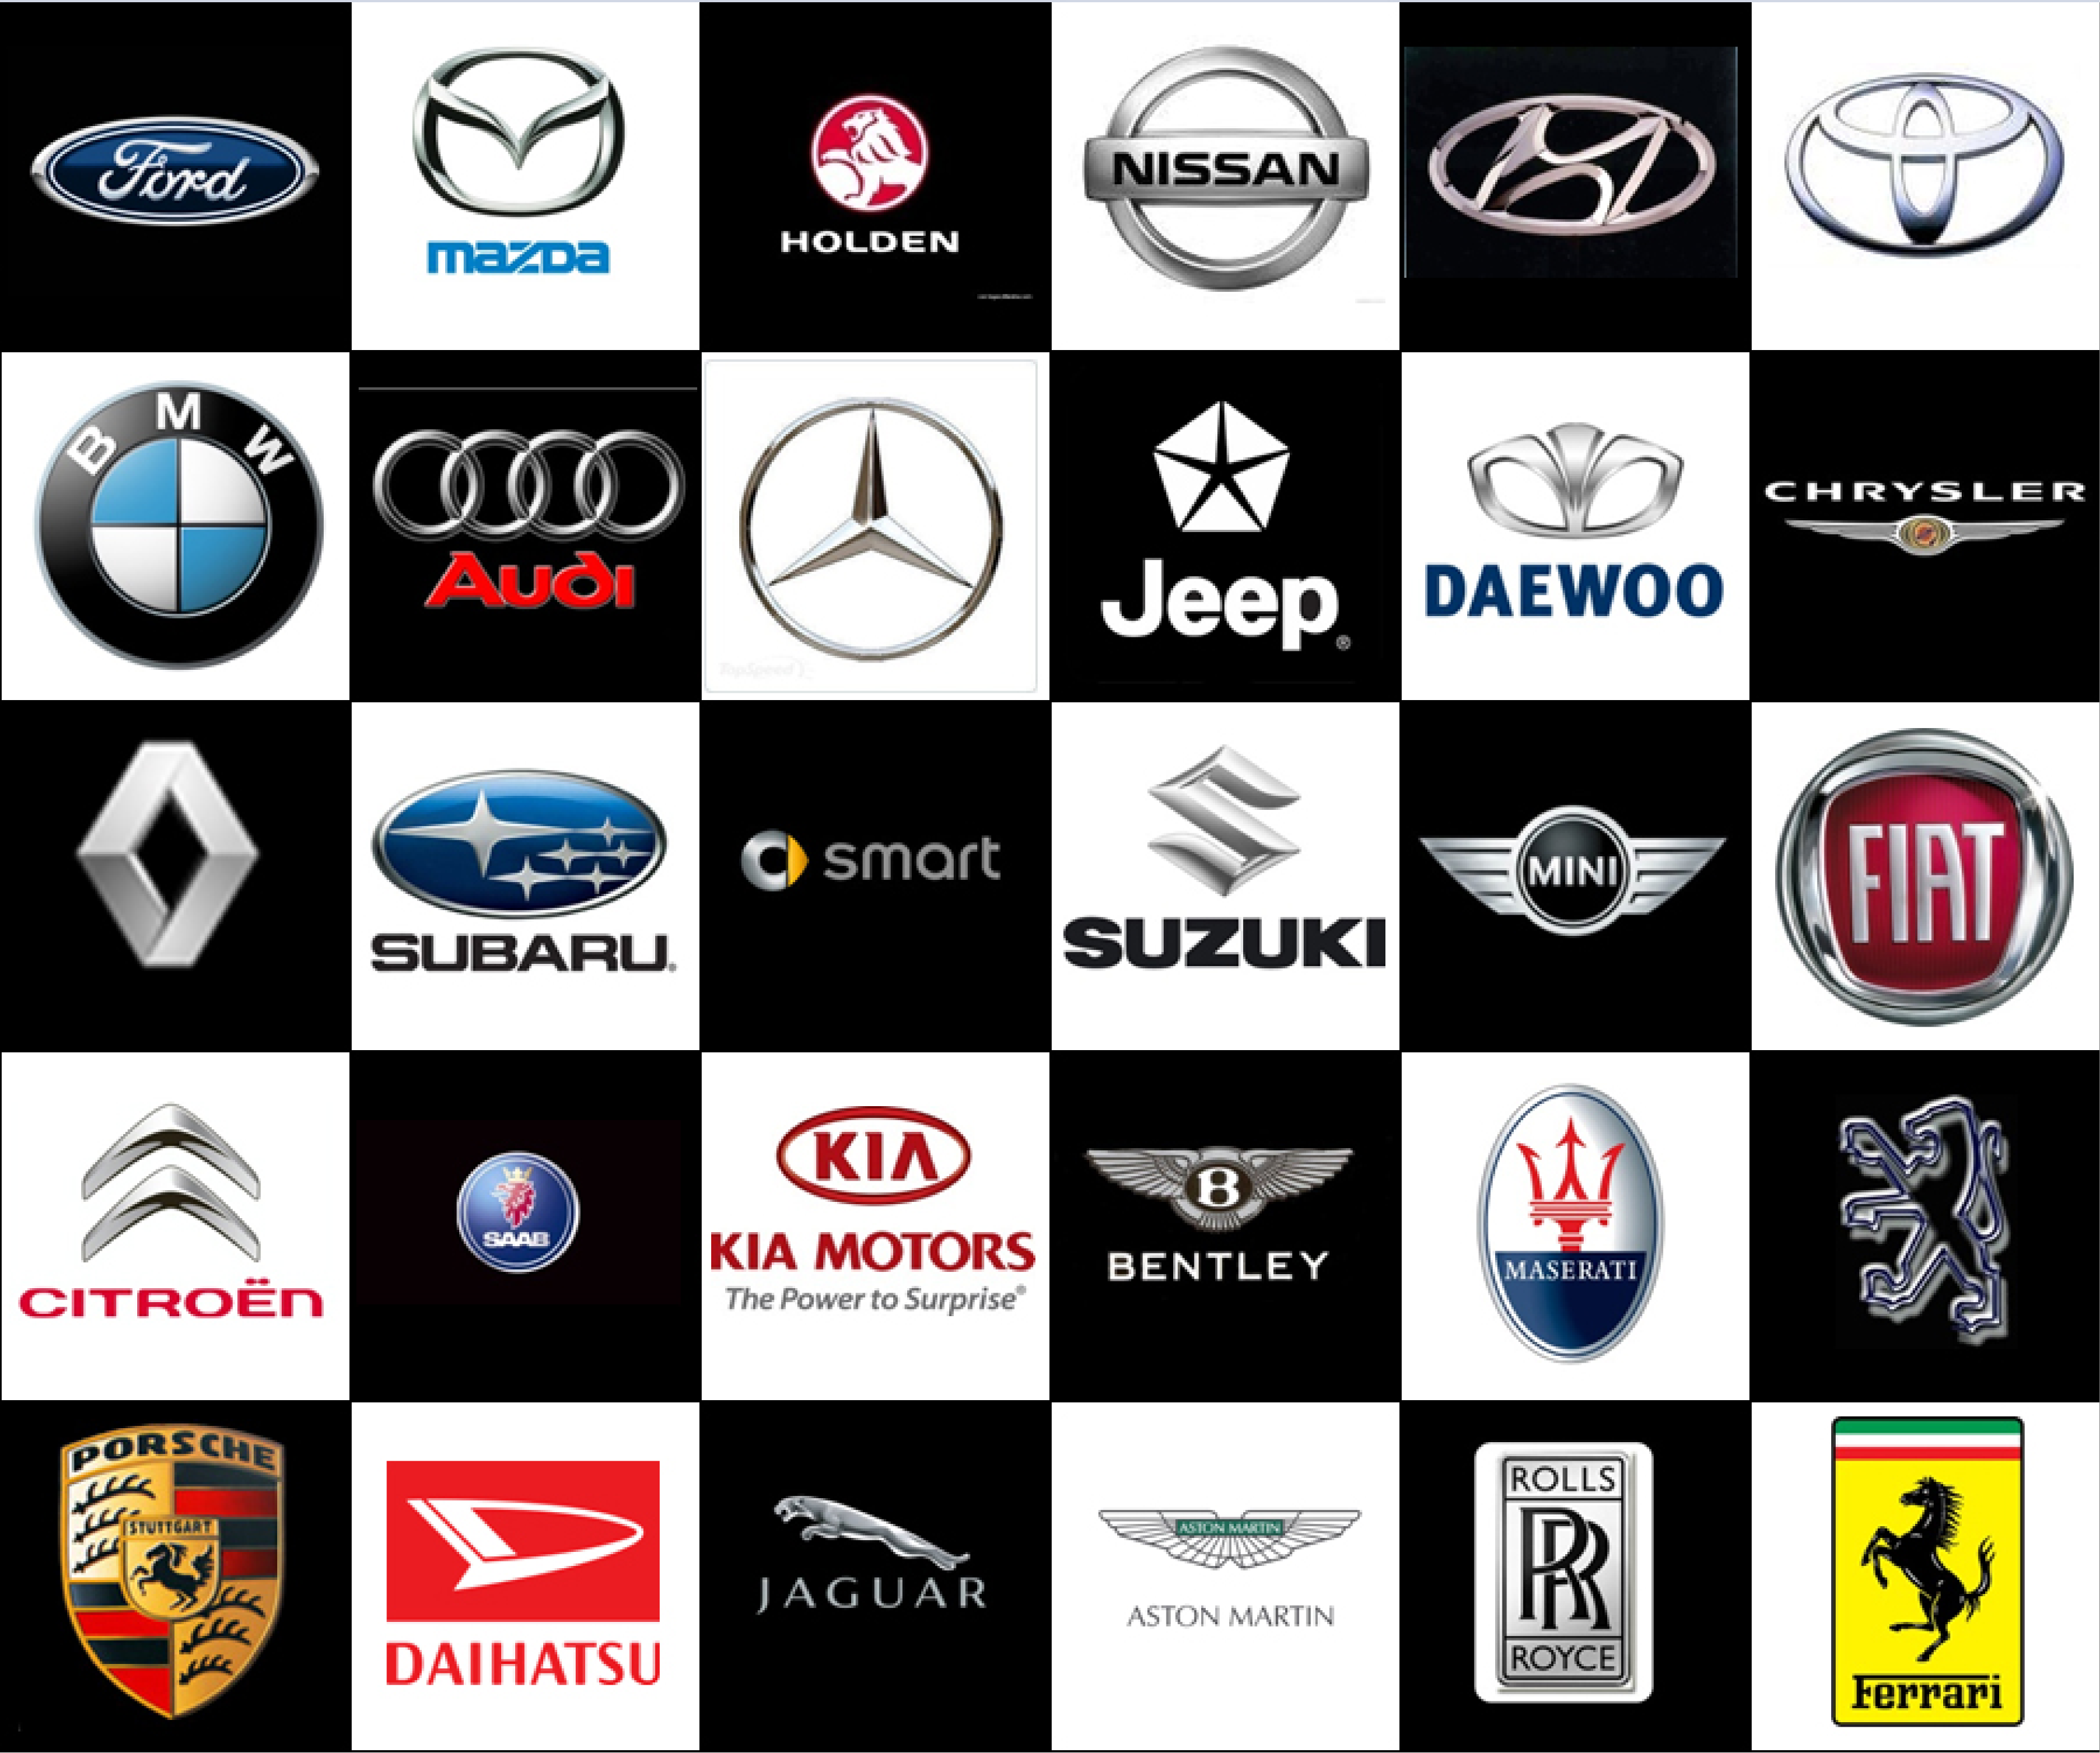 Ford
mazda
HOLDEN
NISSAN
BMW
Audi
TopSpeed
Jeep®
DAEWOO
CHRYSLER
SUBARU®
smart
SUZUKI
MINI
FIAT
CITROËN
SAAB
KIA
KIA MOTORS
The Power to Surprise®
B
BENTLEY
MASERATI
PORSCHE
STUTTGART
DAIHATSU
JAGUAR
ASTON MARTIN
ASTON MARTIN
ROLLS
RR
ROYCE
Ferrari